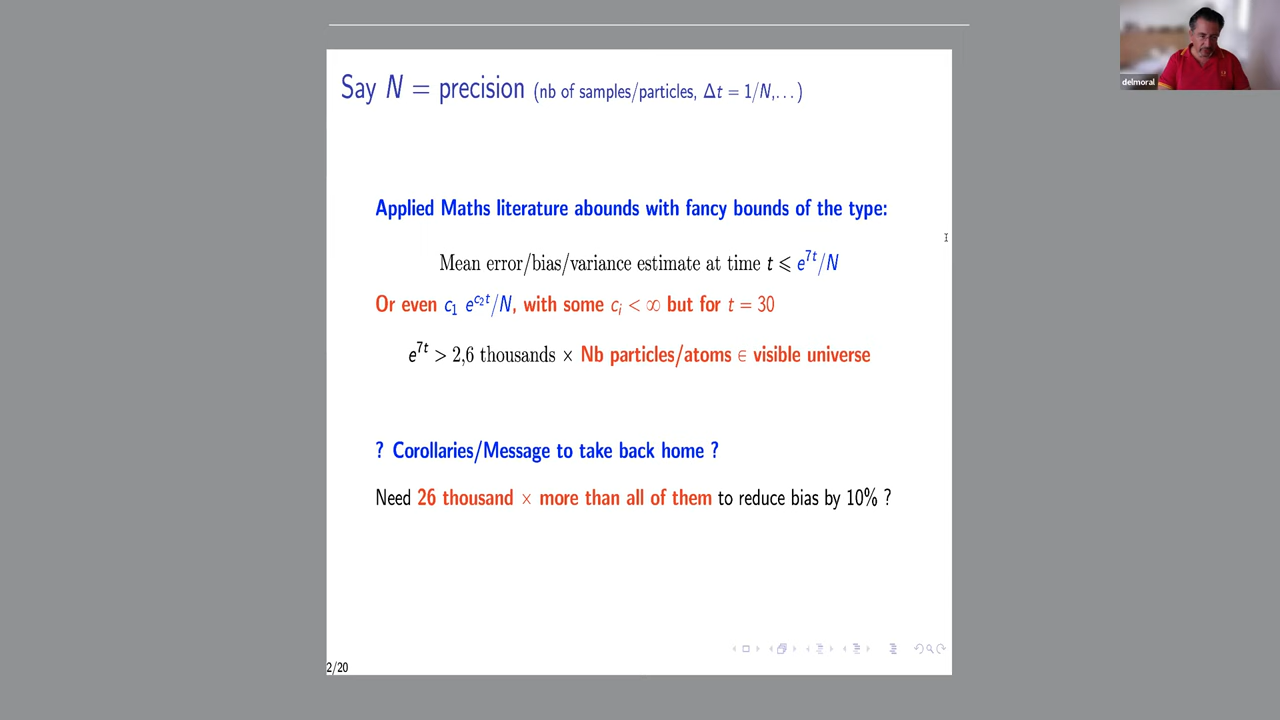 Say N = precision (nb of samples/particles, Δt = 1/N,...)
delmoral
Applied Maths literature abounds with fancy bounds of the type:
Mean error/bias/variance estimate at time t ⩽ e^{7t}/N
Or even c₁ e^{c₂t}/N, with some cᵢ < ∞ but for t = 30
e^{7t} > 2,6 thousands × Nb particles/atoms ∈ visible universe
? Corollaries/Message to take back home ?
Need 26 thousand × more than all of them to reduce bias by 10% ?
2/20